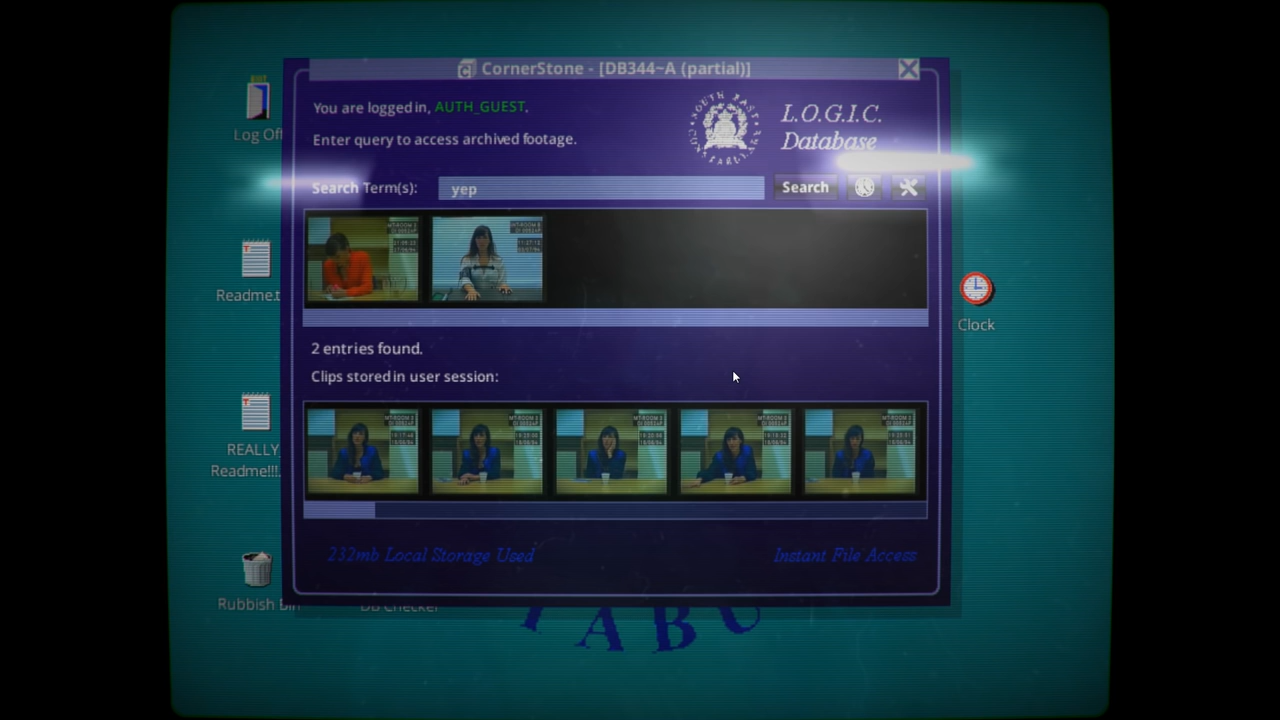 CornerStone - [DB344~A (partial)]
You are logged in, AUTH_GUEST.
Enter query to access archived footage.
L.O.G.I.C.
Database
Search Term(s):
yep
Search
2 entries found.
Clips stored in user session:
232mb Local Storage Used
Instant File Access
Log Off
Readme.t
REALLY
Readme!!!.
Rubbish Bin
DB Checker
Clock
TABU